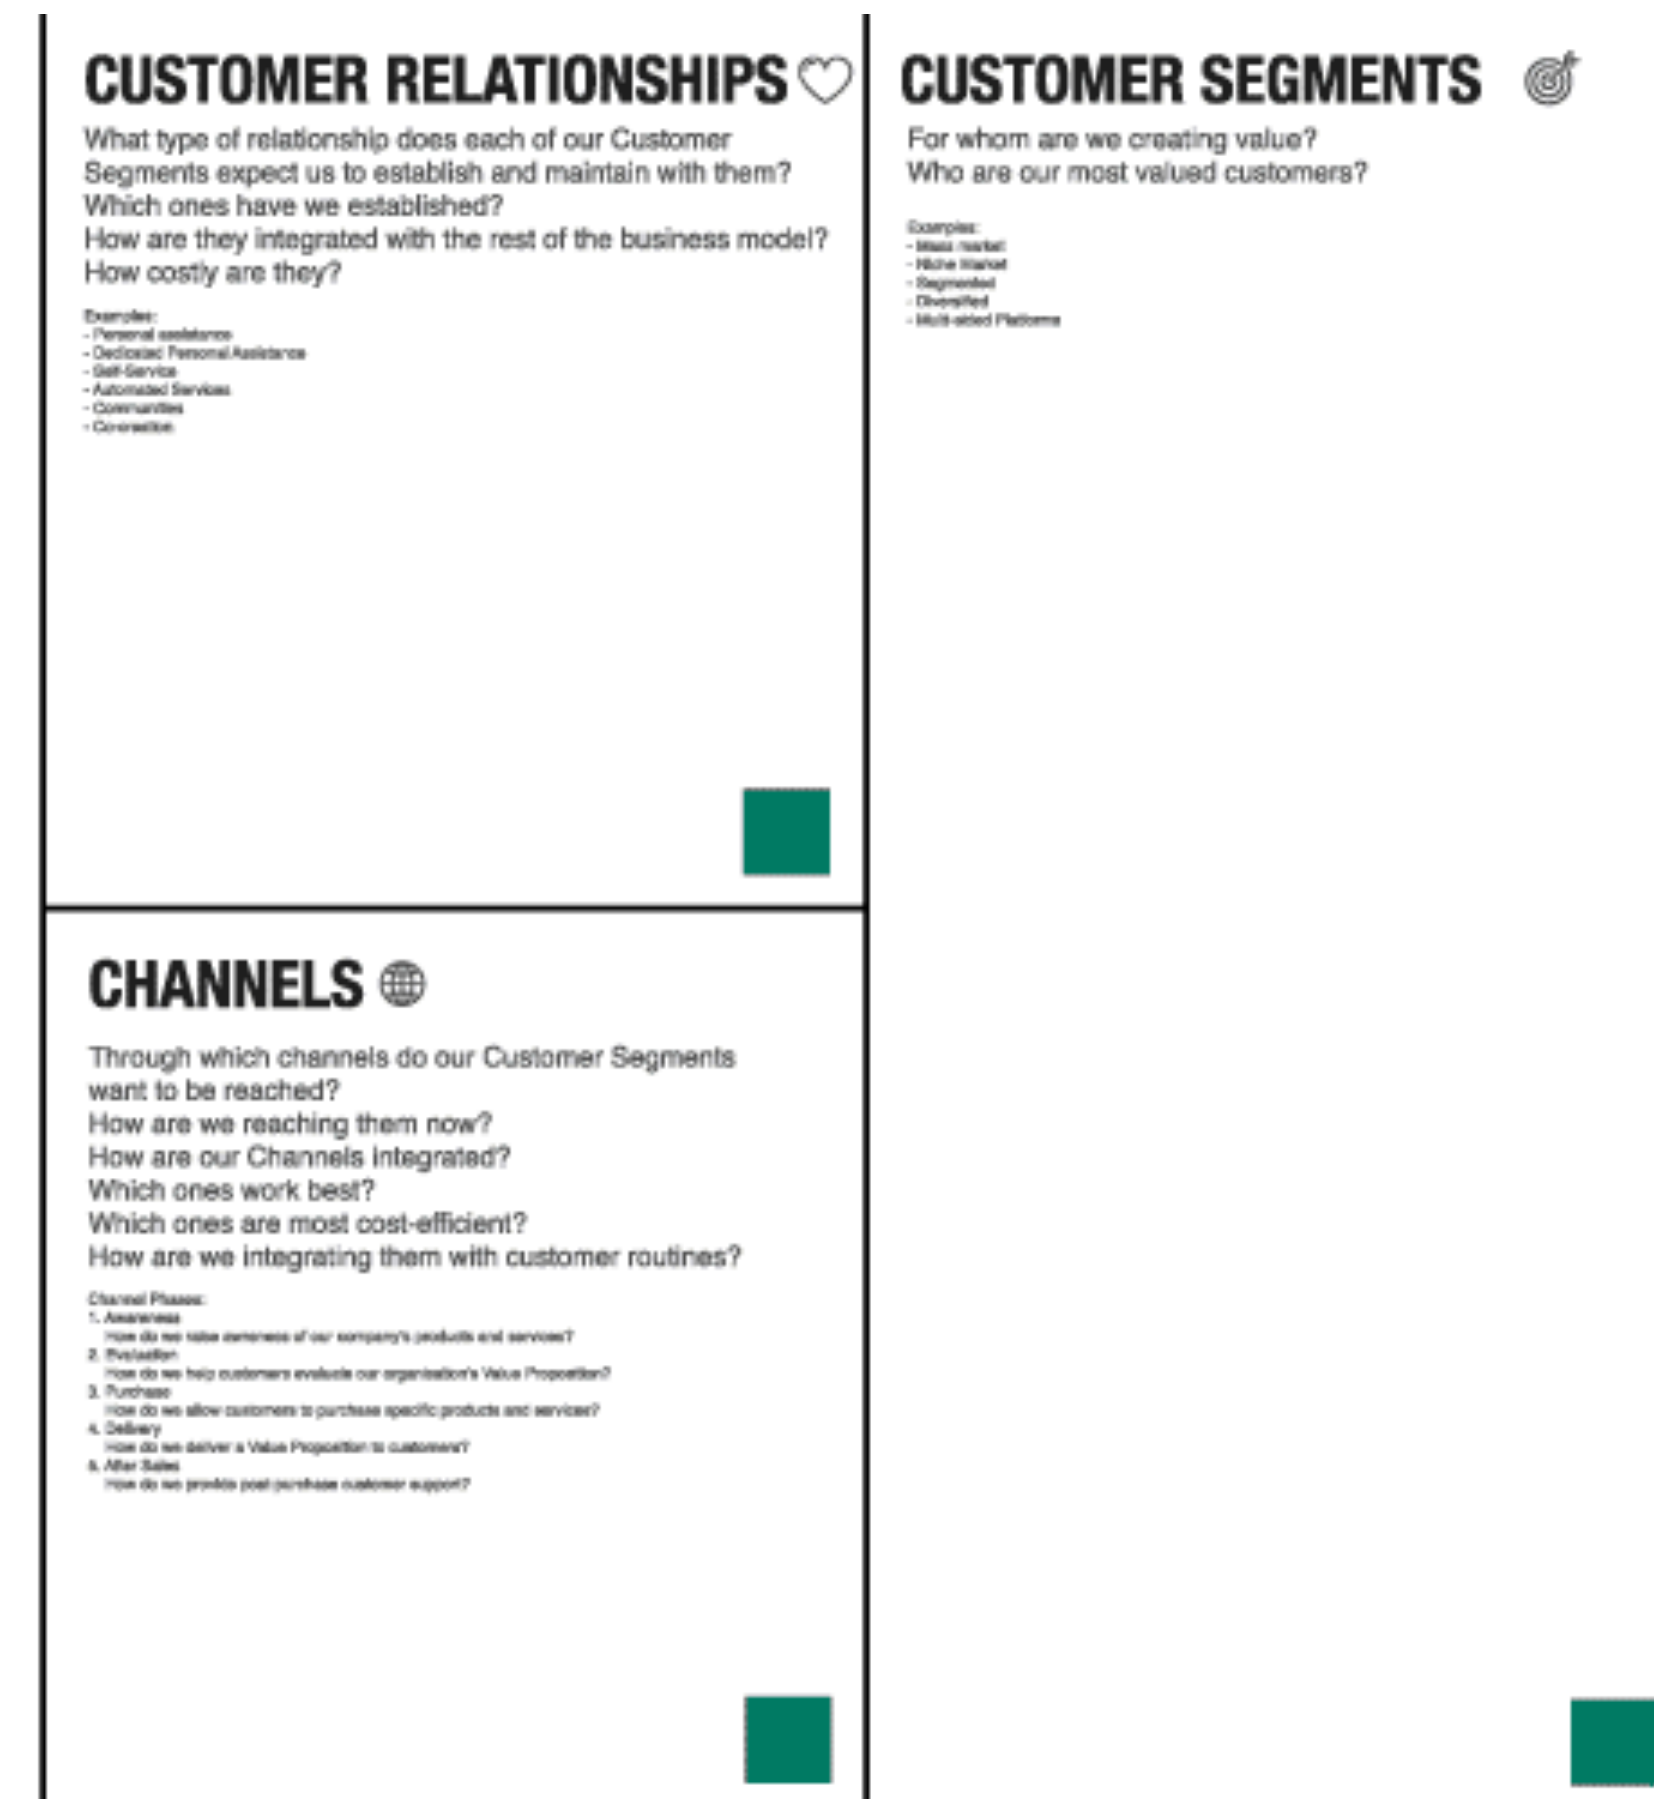 CUSTOMER RELATIONSHIPS
What type of relationship does each of our Customer
Segments expect us to establish and maintain with them?
Which ones have we established?
How are they integrated with the rest of the business model?
How costly are they?
Examples:
- Personal assistance
- Dedicated Personal Assistance
- Self-Service
- Automated Services
- Communities
- Co-creation
CHANNELS
Through which channels do our Customer Segments
want to be reached?
How are we reaching them now?
How are our Channels integrated?
Which ones work best?
Which ones are most cost-efficient?
How are we integrating them with customer routines?
Channel Phases:
1. Awareness
How do we raise awareness of our company's products and services?
2. Evaluation
How do we help customers evaluate our organisation's Value Proposition?
3. Purchase
How do we allow customers to purchase specific products and services?
4. Delivery
How do we deliver a Value Proposition to customers?
5. After Sales
How do we provide post purchase customer support?
CUSTOMER SEGMENTS
For whom are we creating value?
Who are our most valued customers?
Examples:
- Mass market
- Niche Market
- Segmented
- Diversified
- Multi-sided Platforms